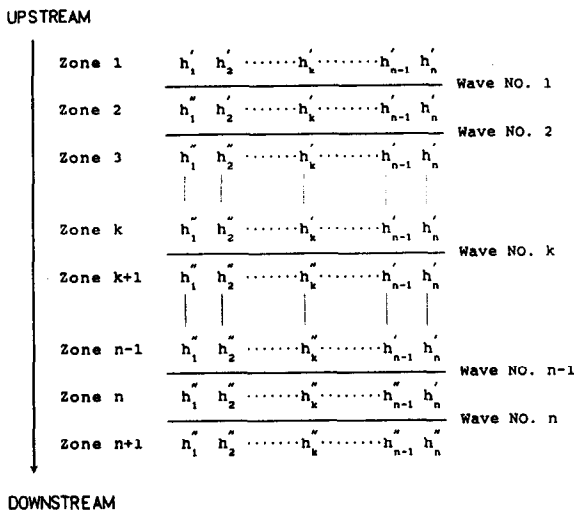 UPSTREAM
Zone 1 h₁′ h₂′ ········hₖ′········hₙ₋₁′ hₙ′
Wave NO. 1
Zone 2 h₁″ h₂′ ········hₖ′········hₙ₋₁′ hₙ′
Wave NO. 2
Zone 3 h₁″ h₂″ ········hₖ′········hₙ₋₁′ hₙ′
Zone k h₁″ h₂″ ········hₖ′········hₙ₋₁′ hₙ′
Wave NO. k
Zone k+1 h₁″ h₂″ ········hₖ″········hₙ₋₁′ hₙ′
Zone n-1 h₁″ h₂″ ········hₖ″········hₙ₋₁′ hₙ′
Wave NO. n-1
Zone n h₁″ h₂″ ········hₖ″········hₙ₋₁″ hₙ′
Wave NO. n
Zone n+1 h₁″ h₂″ ········hₖ″········hₙ₋₁″ hₙ″
DOWNSTREAM